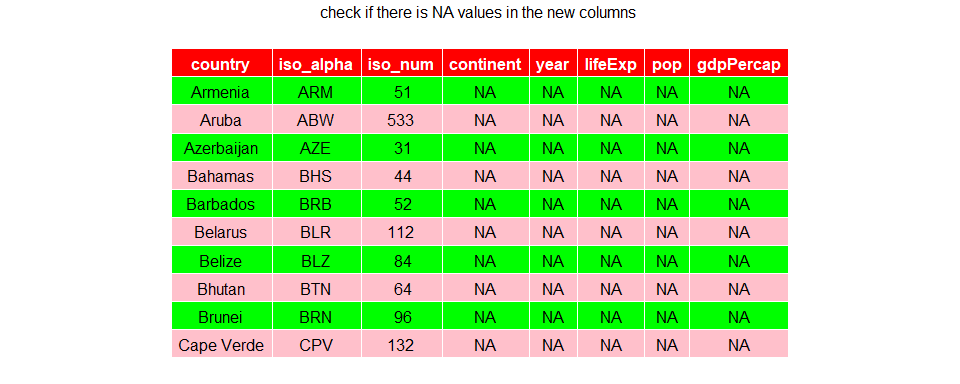 check if there is NA values in the new columns
country iso_alpha iso_num continent year lifeExp pop gdpPercap
Armenia ARM 51 NA NA NA NA NA
Aruba ABW 533 NA NA NA NA NA
Azerbaijan AZE 31 NA NA NA NA NA
Bahamas BHS 44 NA NA NA NA NA
Barbados BRB 52 NA NA NA NA NA
Belarus BLR 112 NA NA NA NA NA
Belize BLZ 84 NA NA NA NA NA
Bhutan BTN 64 NA NA NA NA NA
Brunei BRN 96 NA NA NA NA NA
Cape Verde CPV 132 NA NA NA NA NA